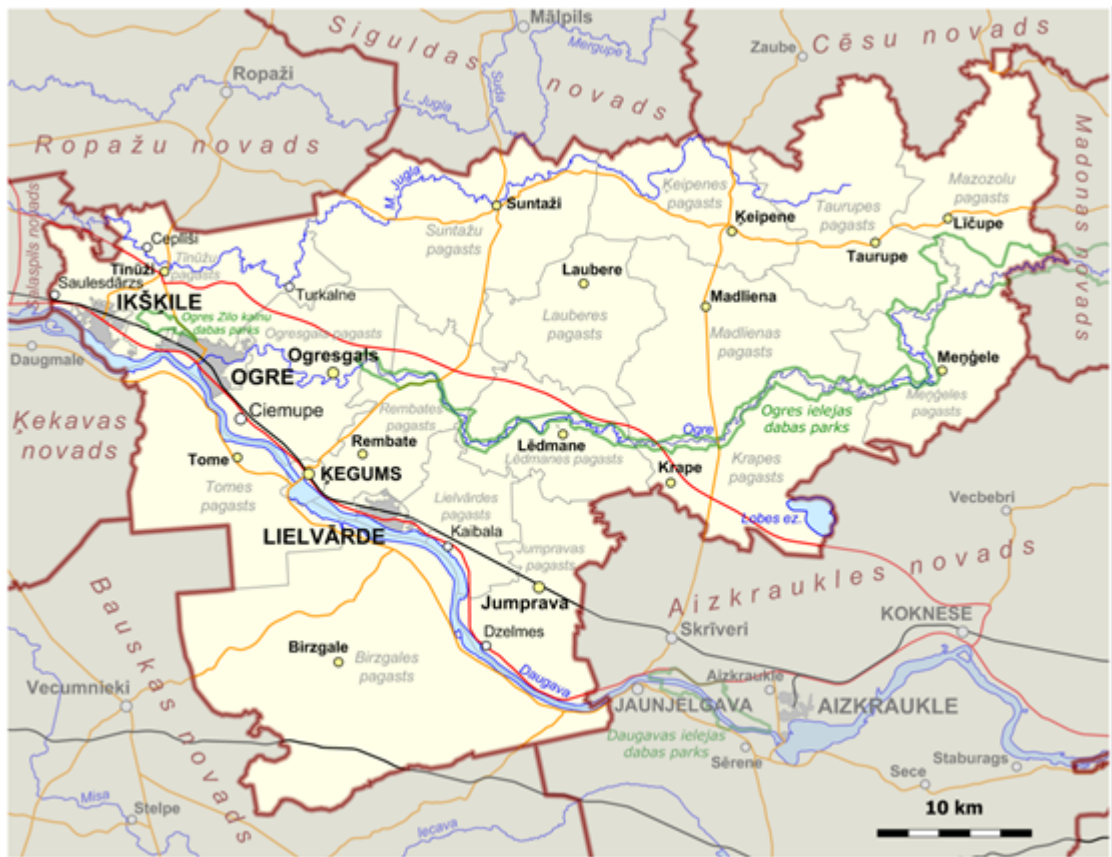 Mālpils
Siguldas
novads
Cēsu novads
Zaube
Mergupe
Suda
Ropaži
L. Jugla
Ropažu novads
Madonas novads
M. Jugla
Suntaži
Suntažu
pagasts
Ķeipenes
pagasts
Ķeipene
Taurupes
pagasts
Mazozolu
pagasts
Līčupe
Taurupe
Salaspils novads
Ceplīši
Tīnūži
Tīnūžu
pagasts
Saulesdārzs
IKŠĶILE
Turkalne
Laubere
Lauberes
pagasts
Madliena
Madlienas
pagasts
Ogres Zilo kalnu
dabas parks
Ogresgala pagasts
Ogresgals
OGRE
Daugmale
Meņģele
Meņģeles
pagasts
Ogres ielejas
dabas parks
Ogre
Ķekavas
novads
Ciemupe
Rembates
pagasts
Rembate
Lēdmane
Lēdmanes pagasts
Tome
Tomes
pagasts
ĶEGUMS
Krape
Krapes
pagasts
Lobes ez.
Vecbebri
Lielvārdes
pagasts
LIELVĀRDE
Kaibala
Jumpravas
pagasts
Jumprava
Aizkraukles novads
KOKNESE
Skrīveri
Bauskas novads
Dzelmes
Birzgale
Birzgales
pagasts
Daugava
Vecumnieki
Aizkraukle
JAUNJELGAVA
AIZKRAUKLE
Daugavas ielejas
dabas parks
Sērene
Staburags
Sece
Misa
Stelpe
Iecava
10 km